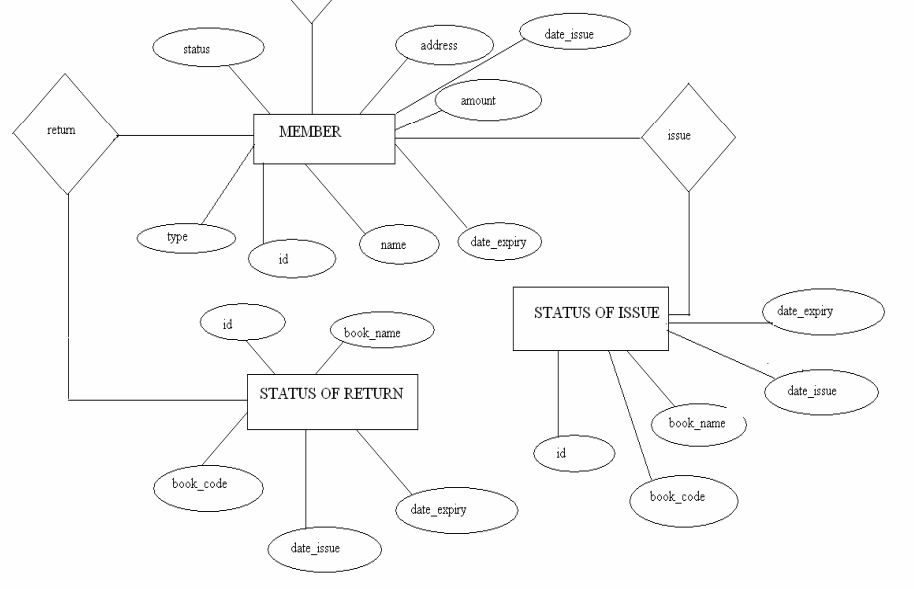 status
address
date_issue
amount
return
MEMBER
issue
type
id
name
date_expiry
id
book_name
STATUS OF ISSUE
date_expiry
STATUS OF RETURN
date_issue
book_name
id
book_code
book_code
date_expiry
date_issue